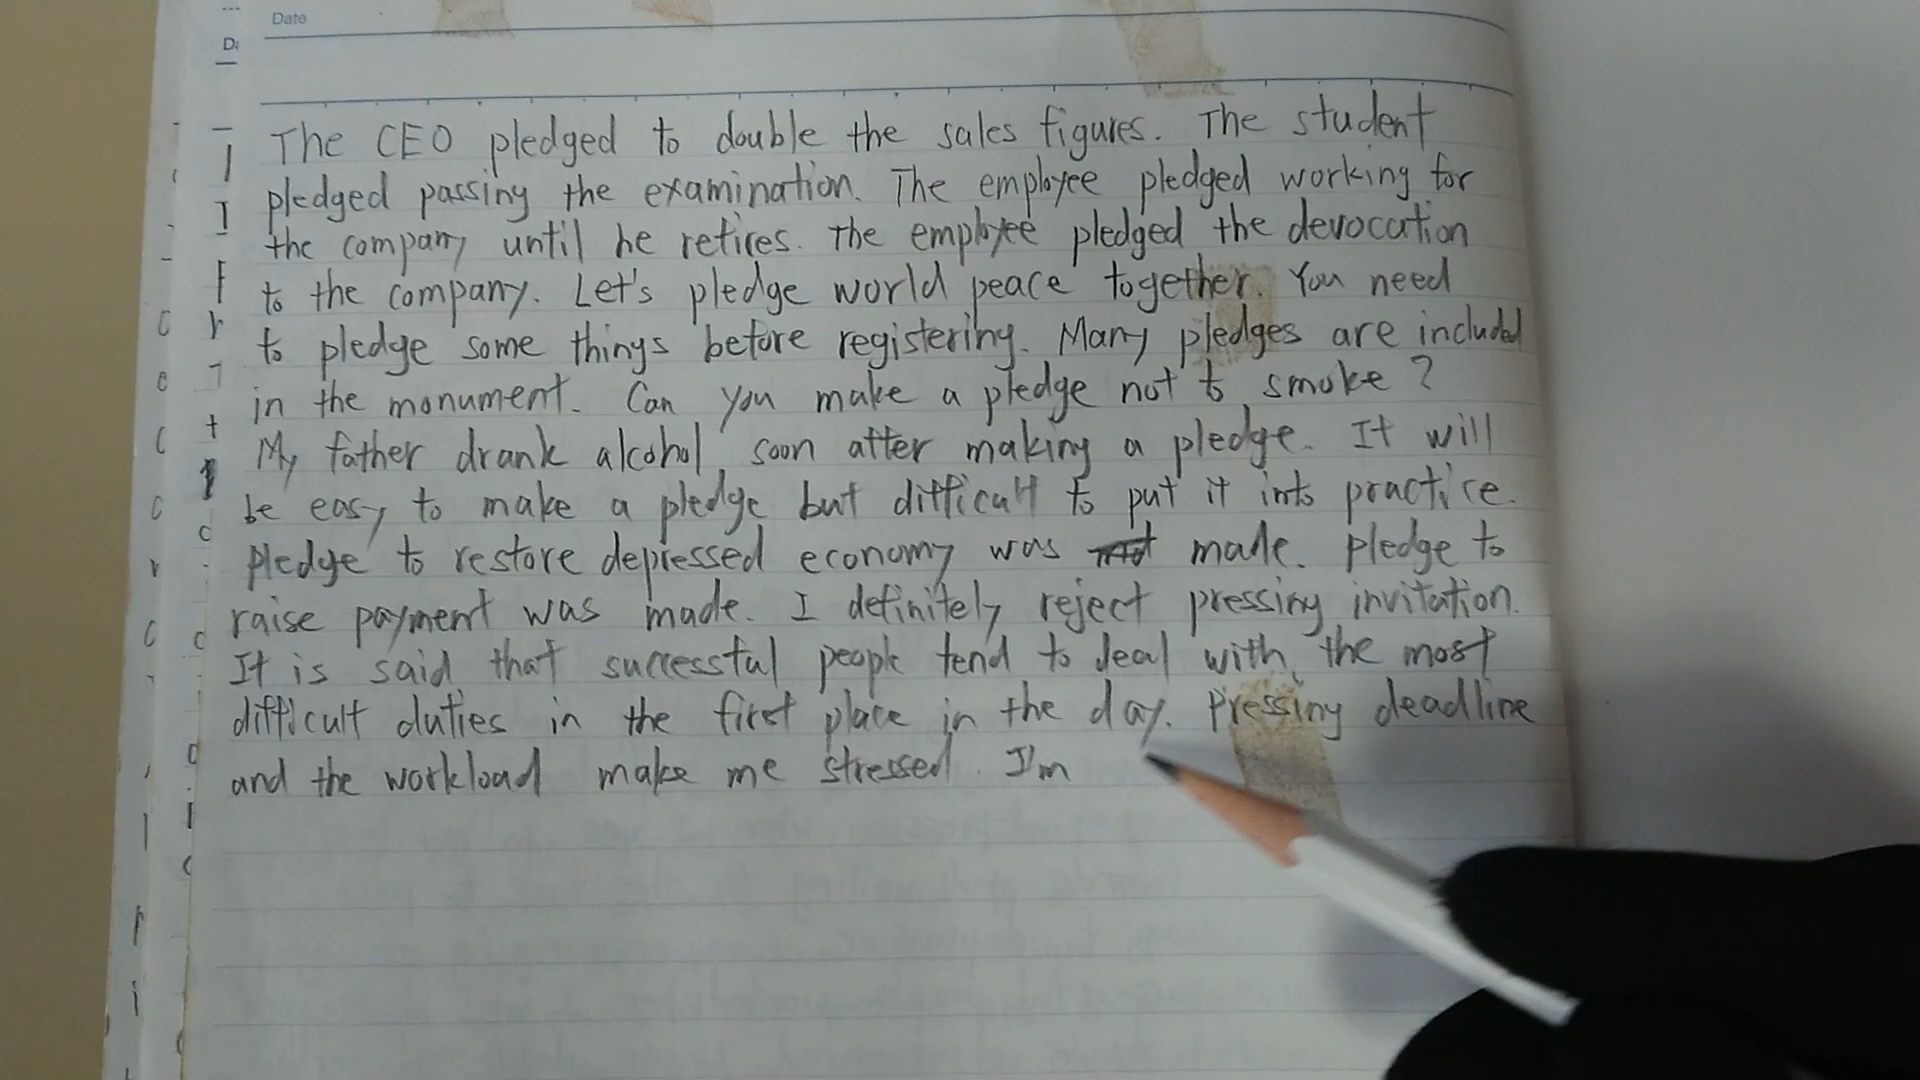 Date
The CEO pledged to double the sales figures. The student
pledged passing the examination. The employee pledged working for
the company until he retires. The employee pledged the devocation
to the company. Let's pledge world peace together. You need
to pledge some things before registering. Many pledges are included
in the monument. Can you make a pledge not to smoke?
My father drank alcohol soon after making a pledge. It will
be easy to make a pledge but difficult to put it into practice.
Pledge to restore depressed economy was made. Pledge to
raise payment was made. I definitely reject pressing invitation.
It is said that successful people tend to deal with the most
difficult duties in the first place in the day. Pressing deadline
and the workload make me stressed. I'm